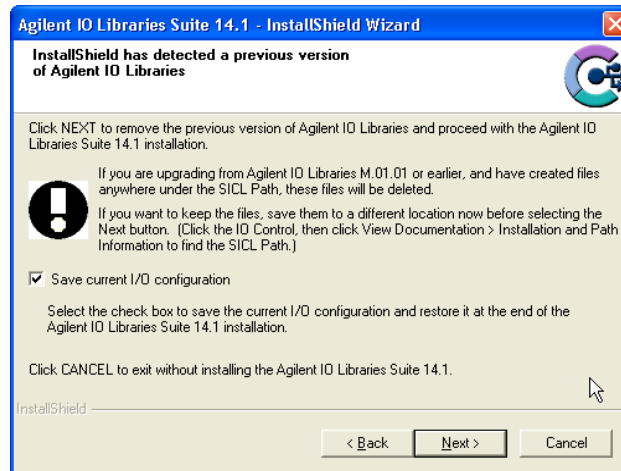 Agilent IO Libraries Suite 14.1 - InstallShield Wizard
InstallShield has detected a previous version
of Agilent IO Libraries
Click NEXT to remove the previous version of Agilent IO Libraries and proceed with the Agilent IO
Libraries Suite 14.1 installation.
If you are upgrading from Agilent IO Libraries M.01.01 or earlier, and have created files
anywhere under the SICL Path, these files will be deleted.
If you want to keep the files, save them to a different location now before selecting the
Next button. (Click the IO Control, then click View Documentation > Installation and Path
Information to find the SICL Path.)
Save current I/O configuration
Select the check box to save the current I/O configuration and restore it at the end of the
Agilent IO Libraries Suite 14.1 installation.
Click CANCEL to exit without installing the Agilent IO Libraries Suite 14.1.
InstallShield
< Back
Next >
Cancel